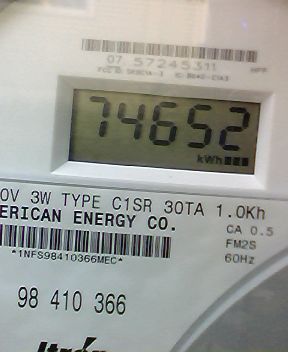 07 57245311
74652
kWh
0V 3W TYPE C1SR 30TA 1.0Kh
ERICAN ENERGY CO.
CA 0.5
FM2S
60Hz
*1NFS98410366MEC*
98 410 366
Itron